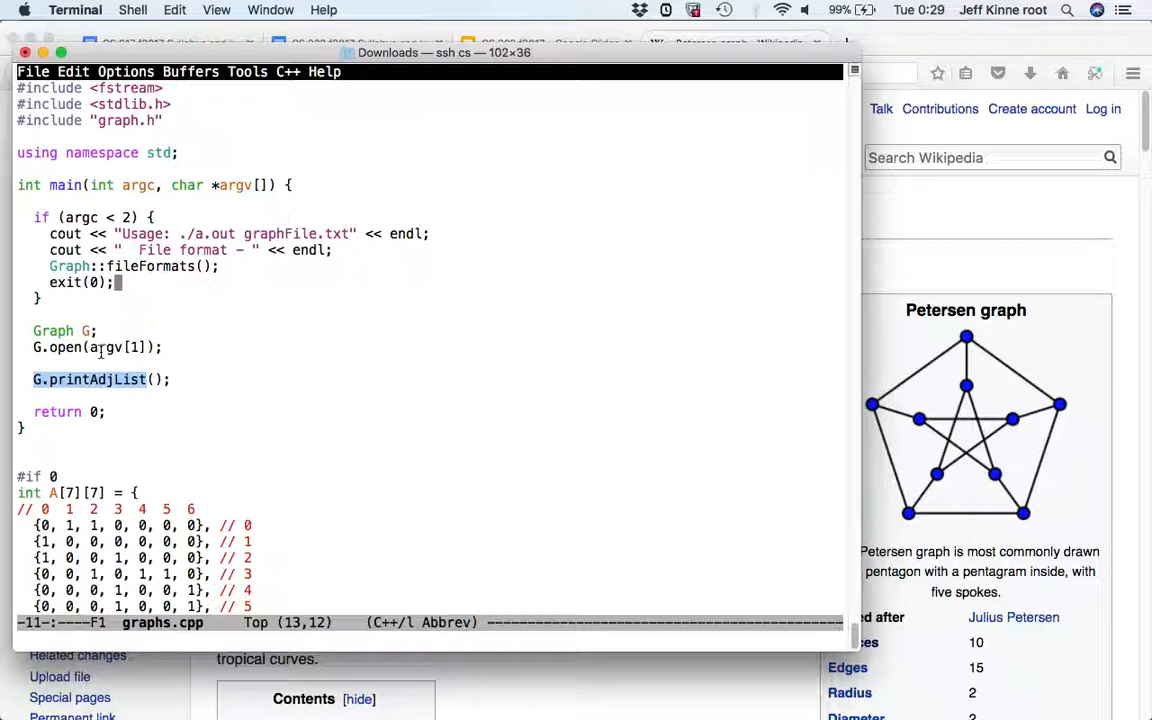 Terminal Shell Edit View Window Help 99% Tue 0:29 Jeff Kinne root
Downloads — ssh cs — 102×36
File Edit Options Buffers Tools C++ Help
#include <fstream>
#include <stdlib.h>
#include "graph.h"
using namespace std;
int main(int argc, char *argv[]) {
if (argc < 2) {
cout << "Usage: ./a.out graphFile.txt" << endl;
cout << "  File format - " << endl;
Graph::fileFormats();
exit(0);
}
Graph G;
G.open(argv[1]);
G.printAdjList();
return 0;
}
#if 0
int A[7][7] = {
// 0 1 2 3 4 5 6
{0, 1, 1, 0, 0, 0, 0}, // 0
{1, 0, 0, 0, 0, 0, 0}, // 1
{1, 0, 0, 1, 0, 0, 0}, // 2
{0, 0, 1, 0, 1, 1, 0}, // 3
{0, 0, 0, 1, 0, 0, 1}, // 4
{0, 0, 0, 1, 0, 0, 1}, // 5
-11-:----F1 graphs.cpp Top (13,12) (C++/l Abbrev)
Talk Contributions Create account Log in
Search Wikipedia
Petersen graph
Petersen graph is most commonly drawn
pentagon with a pentagram inside, with
five spokes.
ed after Julius Petersen
ces 10
Edges 15
Radius 2
Diameter 2
Related changes
Upload file
Special pages
Permanent link
tropical curves.
Contents [hide]